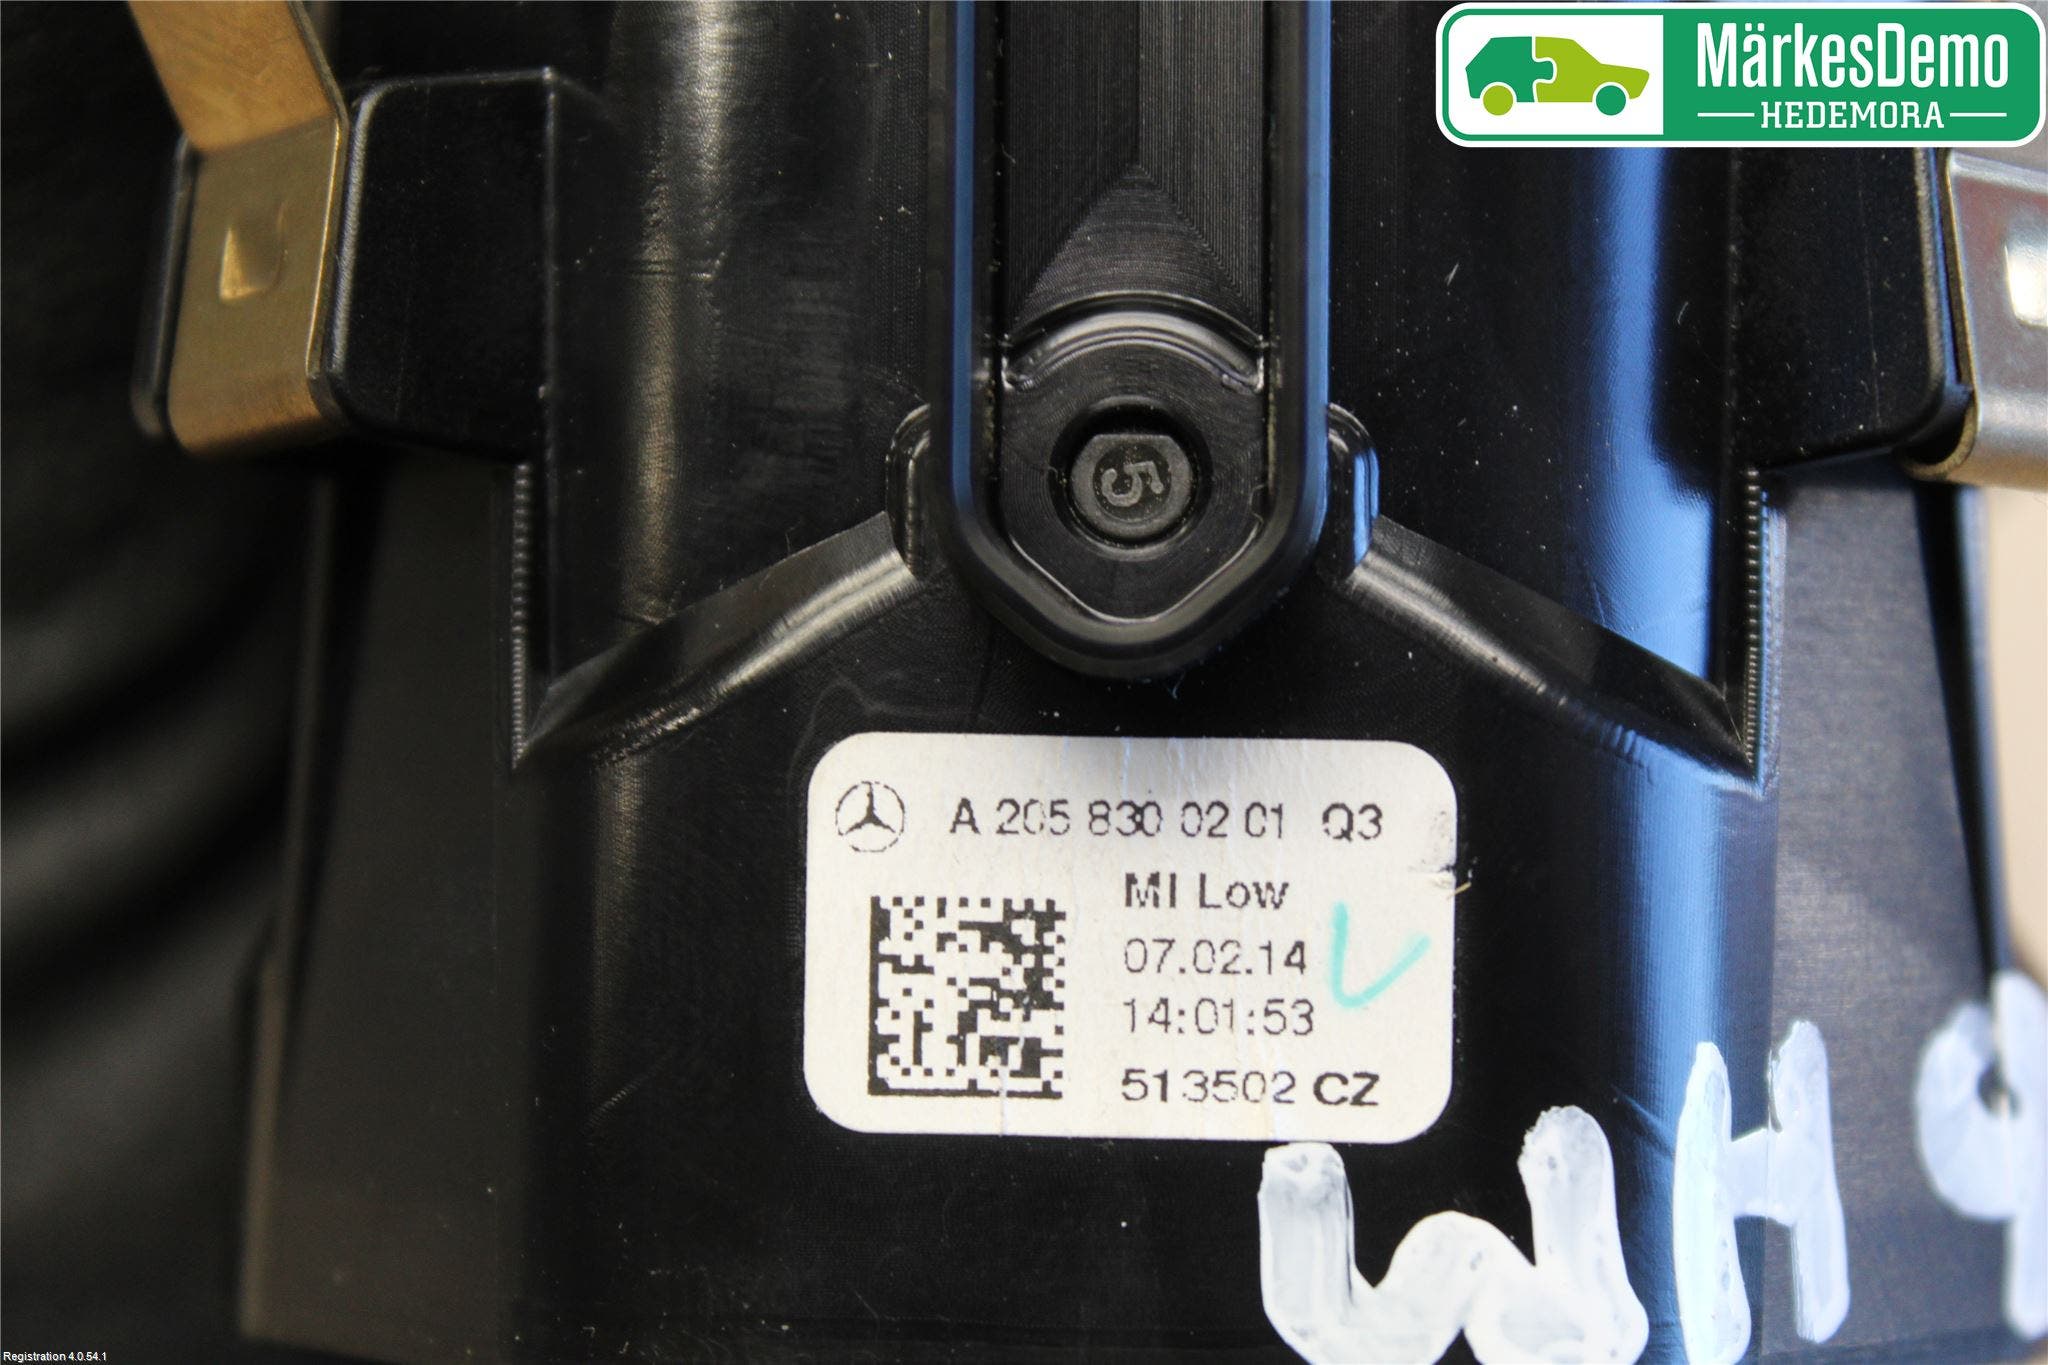 MärkesDemo
HEDEMORA
5
A 205 830 02 01 Q3
MI Low
07.02.14
14:01:53
513502 CZ
WH9
Registration 4.0.54.1